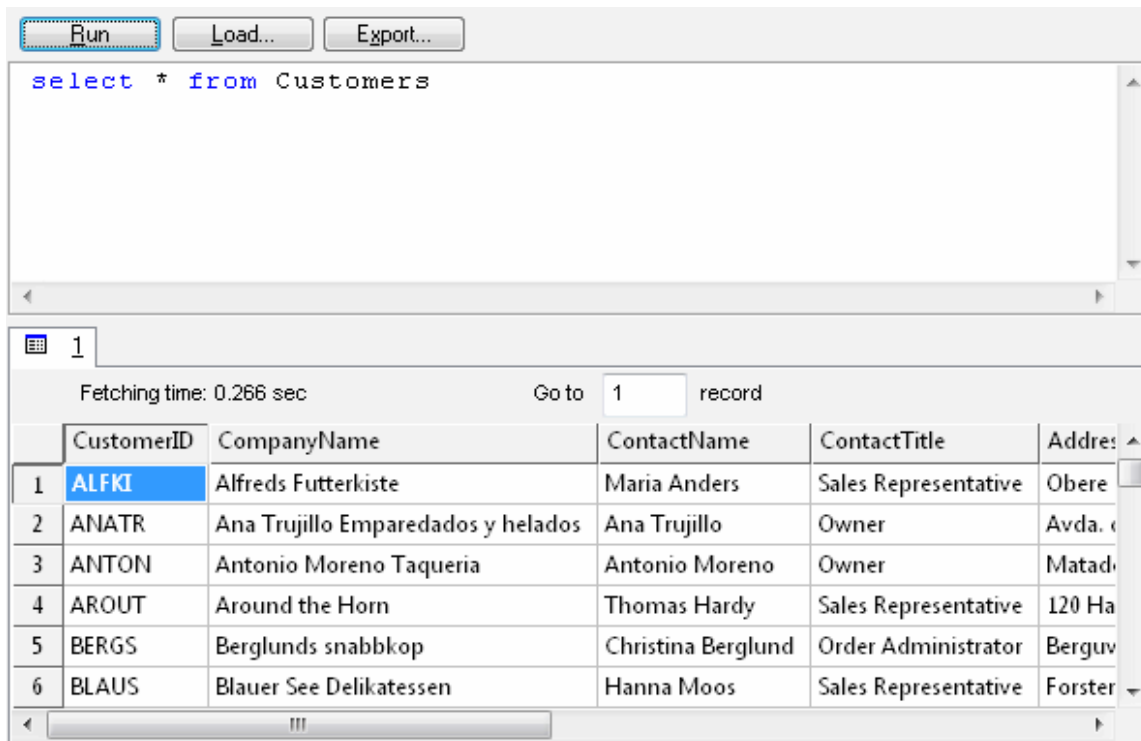 Run Load... Export...
select * from Customers
1
Fetching time: 0.266 sec Go to 1 record
CustomerID CompanyName ContactName ContactTitle
1 ALFKI Alfreds Futterkiste Maria Anders Sales Representative Obere
2 ANATR Ana Trujillo Emparedados y helados Ana Trujillo Owner Avda.
3 ANTON Antonio Moreno Taqueria Antonio Moreno Owner
4 AROUT Around the Horn Thomas Hardy Sales Representative 120 Ha
5 BERGS Berglunds snabbkop Christina Berglund Order Administrator
6 BLAUS Blauer See Delikatessen Hanna Moos Sales Representative Forster